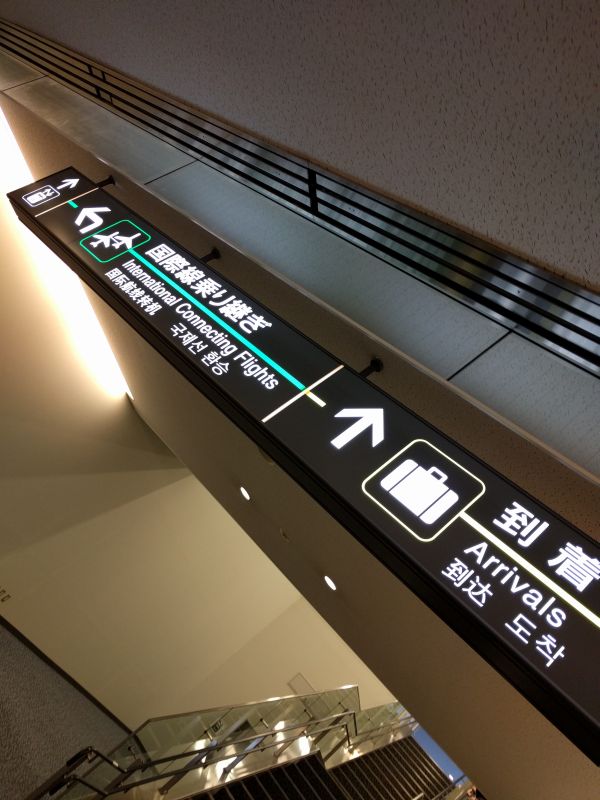 国際線乗り継ぎ
International Connecting Flights
国际航线转机 국제선 환승
到着
Arrivals
到达 도착